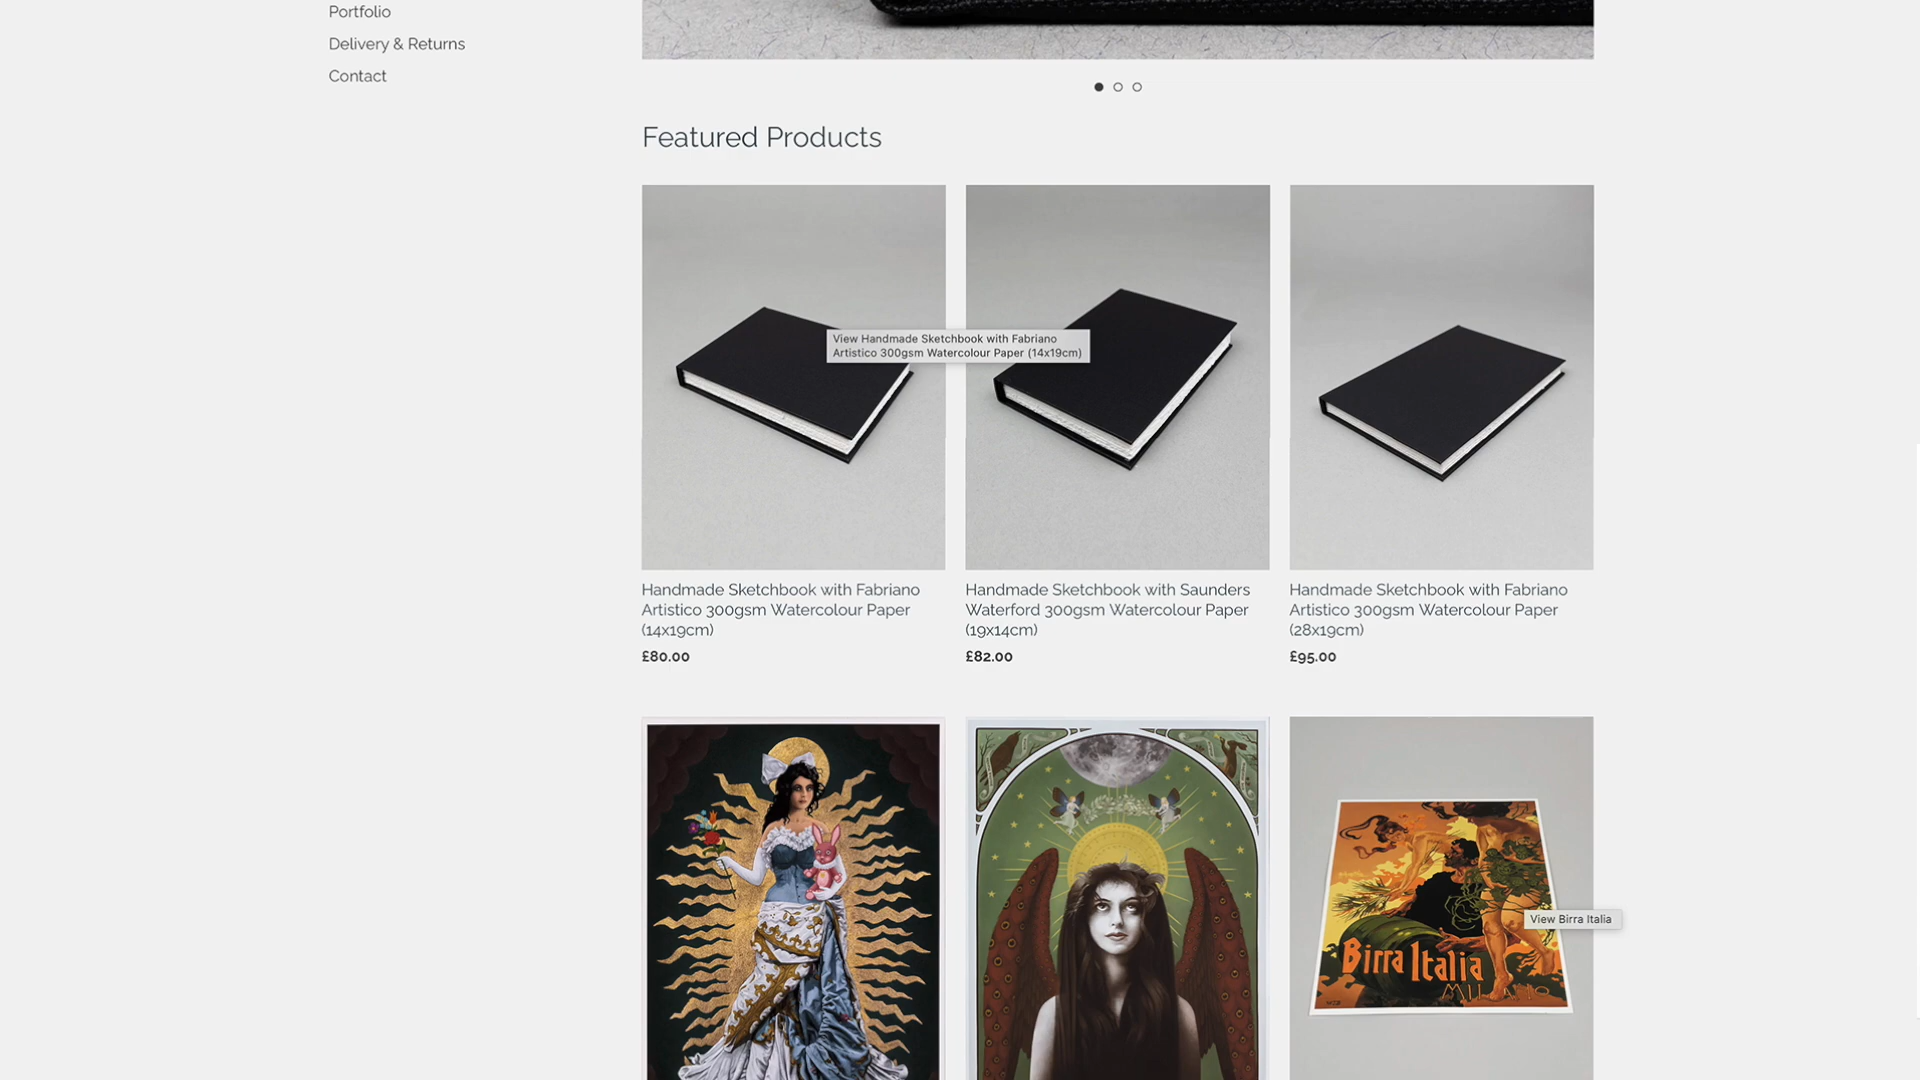 Portfolio
Delivery & Returns
Contact
Featured Products
View Handmade Sketchbook with Fabriano
Artistico 300gsm Watercolour Paper (14x19cm)
Handmade Sketchbook with Fabriano
Artistico 300gsm Watercolour Paper
(14x19cm)
£80.00
Handmade Sketchbook with Saunders
Waterford 300gsm Watercolour Paper
(19x14cm)
£82.00
Handmade Sketchbook with Fabriano
Artistico 300gsm Watercolour Paper
(28x19cm)
£95.00
View Birra Italia
Birra Italia
MILANO